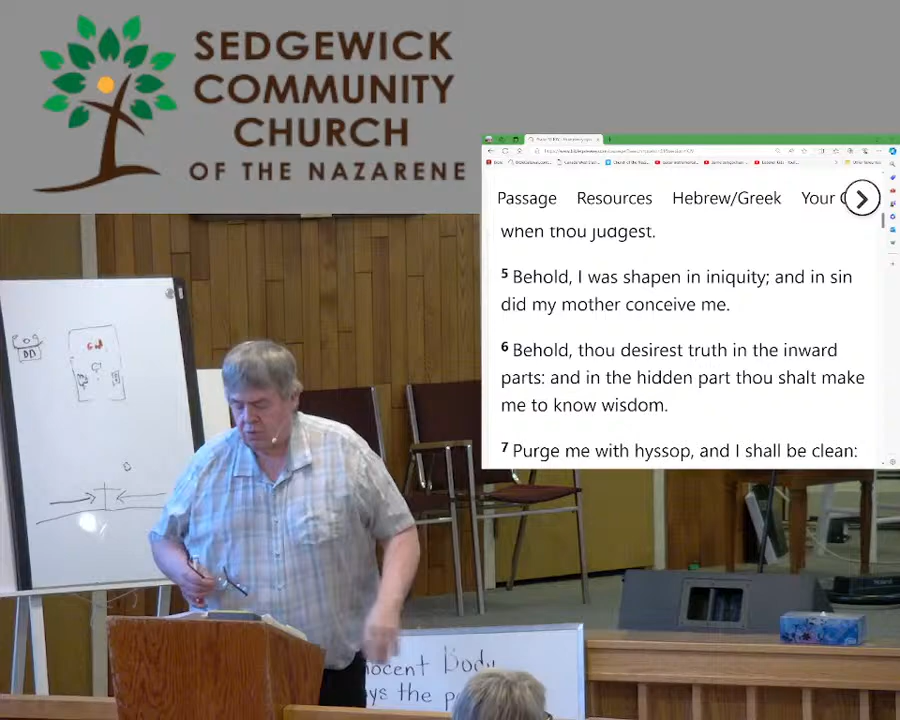 SEDGEWICK
COMMUNITY
CHURCH
OF THE NAZARENE
Passage Resources Hebrew/Greek Your
when thou judgest.
5 Behold, I was shapen in iniquity; and in sin
did my mother conceive me.
6 Behold, thou desirest truth in the inward
parts: and in the hidden part thou shalt make
me to know wisdom.
7 Purge me with hyssop, and I shall be clean:
God
nocent Body
ys the p
Roland